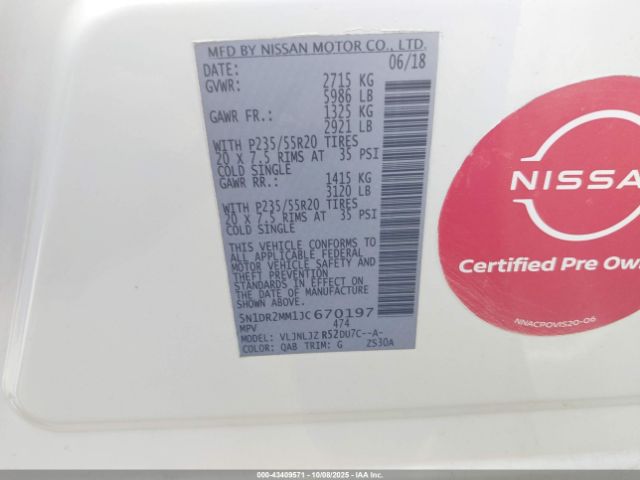 MFD BY NISSAN MOTOR CO., LTD.
DATE: 06/18
GVWR: 2715 KG
5986 LB
GAWR FR.: 1325 KG
2921 LB
WITH P235/55R20 TIRES
20 x 7.5 RIMS AT 35 PSI
COLD SINGLE
GAWR RR.: 1415 KG
3120 LB
WITH P235/55R20 TIRES
20 x 7.5 RIMS AT 35 PSI
COLD SINGLE
THIS VEHICLE CONFORMS TO
ALL APPLICABLE FEDERAL
MOTOR VEHICLE SAFETY AND
THEFT PREVENTION
STANDARDS IN EFFECT ON
THE DATE OF MANUFACTURE
SHOWN ABOVE.
5N1DR2MM1JC670197
MPV 474
MODEL: VLJNLJZ R52DU7C--A-
COLOR: QAB TRIM: G ZS30A
NISSA
Certified Pre Own
NNACPOVIS20-06
000-43409571 | 10/08/2025 | IAA Inc.